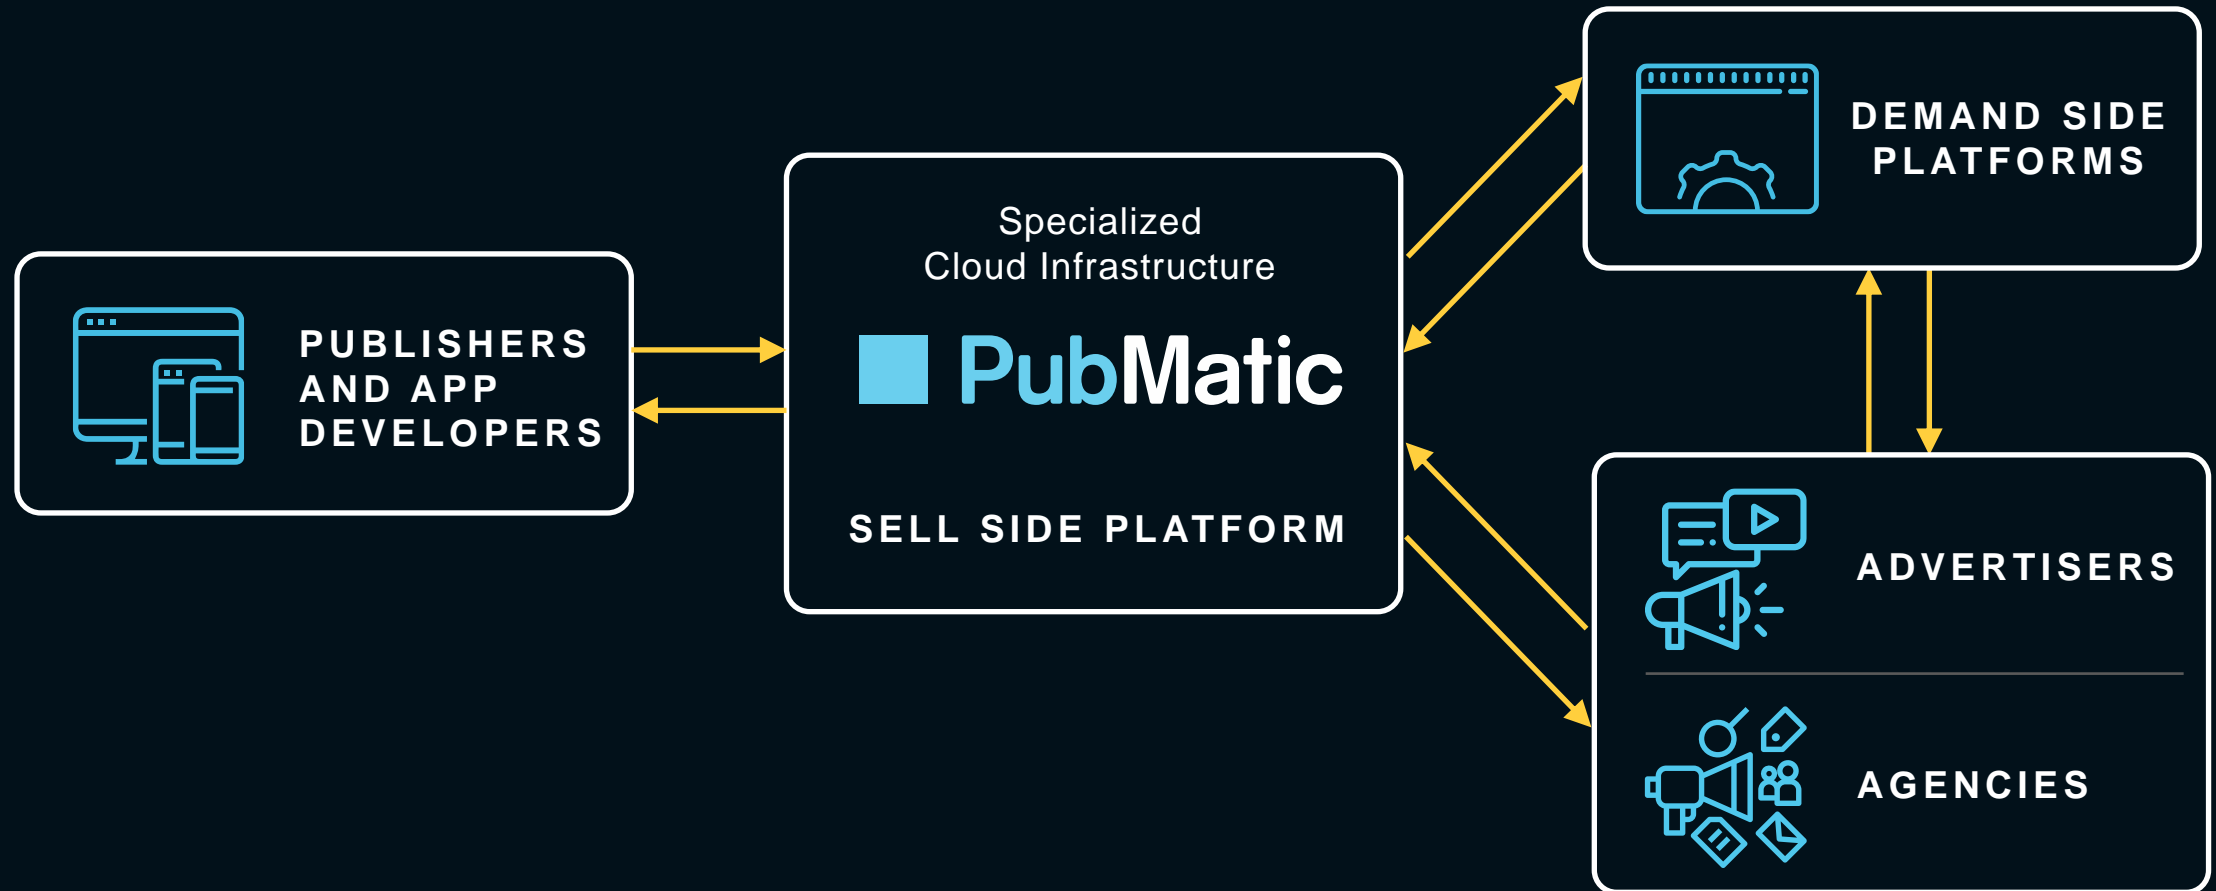 PUBLISHERS
AND APP
DEVELOPERS
Specialized
Cloud Infrastructure
PubMatic
SELL SIDE PLATFORM
DEMAND SIDE
PLATFORMS
ADVERTISERS
AGENCIES